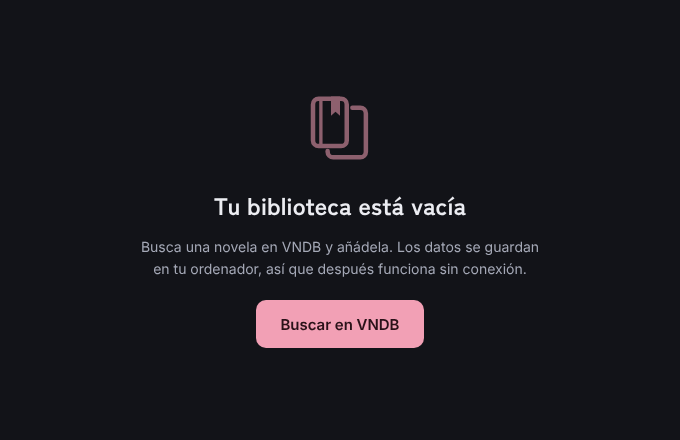 Tu biblioteca está vacía
Busca una novela en VNDB y añádela. Los datos se guardan
en tu ordenador, así que después funciona sin conexión.
Buscar en VNDB